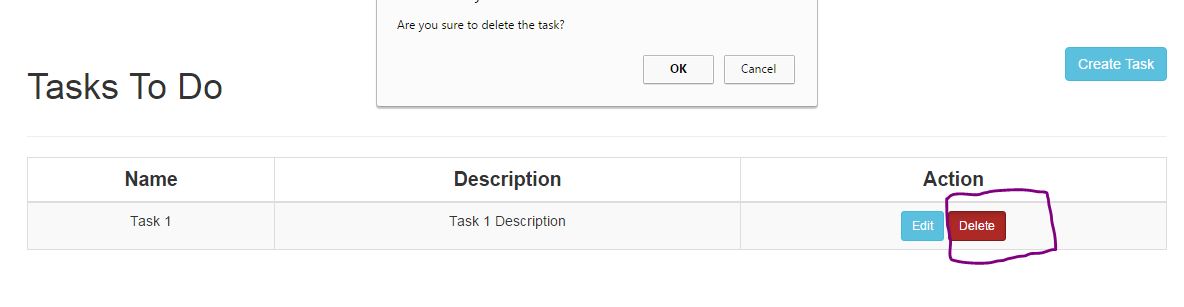 Are you sure to delete the task?
OK Cancel
Create Task
Tasks To Do
Name Description Action
Task 1 Task 1 Description Edit Delete